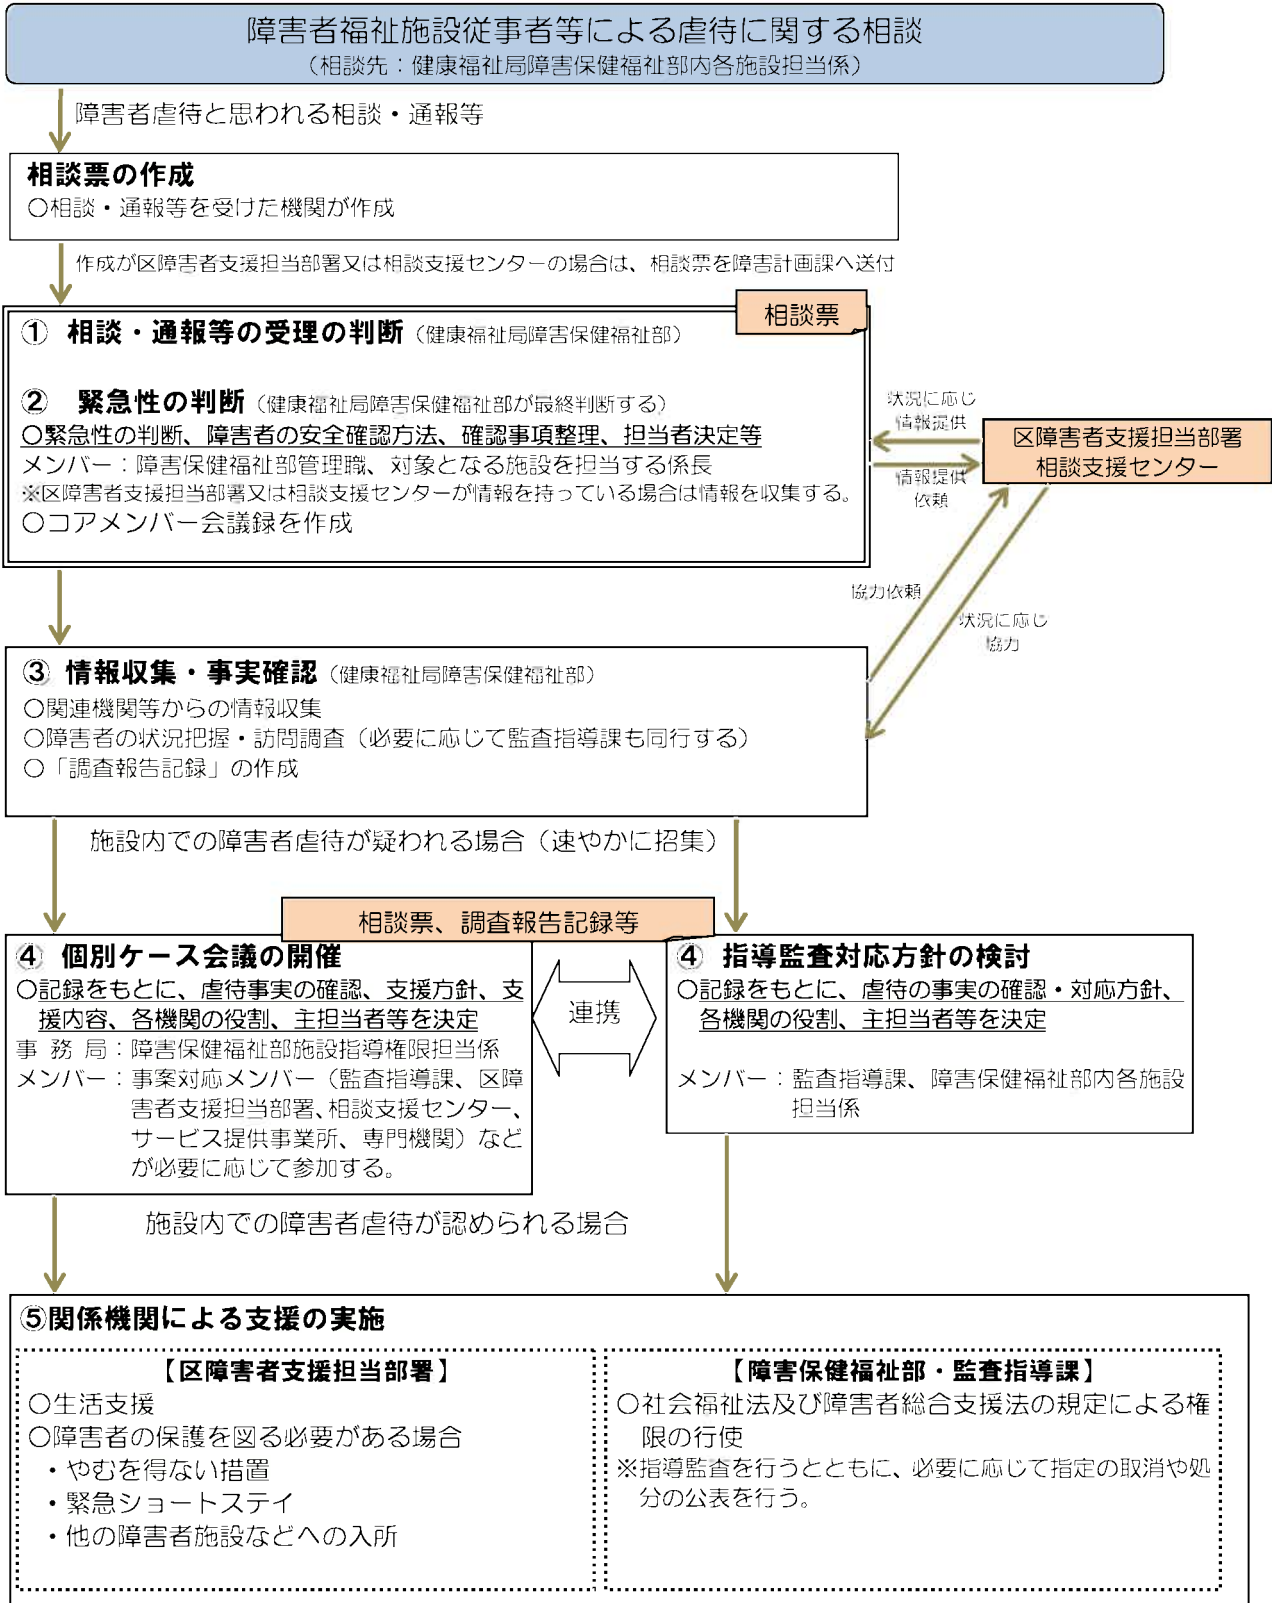 障害者福祉施設従事者等による虐待に関する相談
（相談先：健康福祉局障害保健福祉部内各施設担当係）
障害者虐待と思われる相談・通報等
相談票の作成
○相談・通報等を受けた機関が作成
作成が区障害者支援担当部署又は相談支援センターの場合は、相談票を障害計画課へ送付
相談票
① 相談・通報等の受理の判断（健康福祉局障害保健福祉部）
② 緊急性の判断（健康福祉局障害保健福祉部が最終判断する）
○緊急性の判断、障害者の安全確認方法、確認事項整理、担当者決定等
メンバー：障害保健福祉部管理職、対象となる施設を担当する係長
※区障害者支援担当部署又は相談支援センターが情報を持っている場合は情報を収集する。
○コアメンバー会議録を作成
状況に応じ
情報提供
情報提供
依頼
区障害者支援担当部署
相談支援センター
協力依頼
状況に応じ
協力
③ 情報収集・事実確認（健康福祉局障害保健福祉部）
○関連機関等からの情報収集
○障害者の状況把握・訪問調査（必要に応じて監査指導課も同行する）
○「調査報告記録」の作成
施設内での障害者虐待が疑われる場合（速やかに招集）
相談票、調査報告記録等
④ 個別ケース会議の開催
○記録をもとに、虐待事実の確認、支援方針、支
援内容、各機関の役割、主担当者等を決定
事 務 局：障害保健福祉部施設指導権限担当係
メンバー：事案対応メンバー（監査指導課、区障
害者支援担当部署、相談支援センター、
サービス提供事業所、専門機関）など
が必要に応じて参加する。
連携
④ 指導監査対応方針の検討
○記録をもとに、虐待の事実の確認・対応方針、
各機関の役割、主担当者等を決定
メンバー：監査指導課、障害保健福祉部内各施設
担当係
施設内での障害者虐待が認められる場合
⑤関係機関による支援の実施
【区障害者支援担当部署】
○生活支援
○障害者の保護を図る必要がある場合
・やむを得ない措置
・緊急ショートステイ
・他の障害者施設などへの入所
【障害保健福祉部・監査指導課】
○社会福祉法及び障害者総合支援法の規定による権
限の行使
※指導監査を行うとともに、必要に応じて指定の取消や処
分の公表を行う。